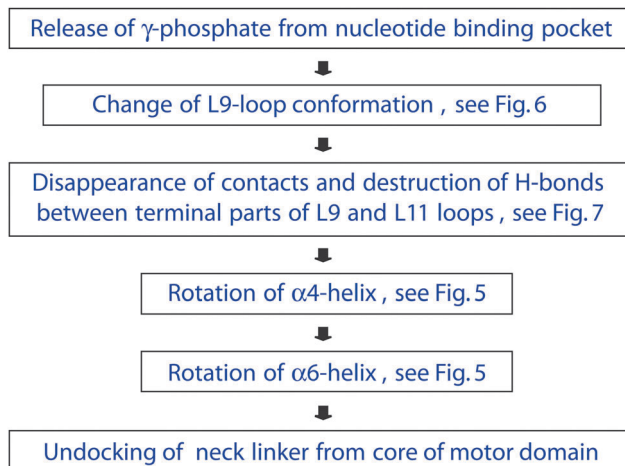 Release of γ-phosphate from nucleotide binding pocket
Change of L9-loop conformation , see Fig. 6
Disappearance of contacts and destruction of H-bonds
between terminal parts of L9 and L11 loops , see Fig. 7
Rotation of α4-helix , see Fig. 5
Rotation of α6-helix , see Fig. 5
Undocking of neck linker from core of motor domain